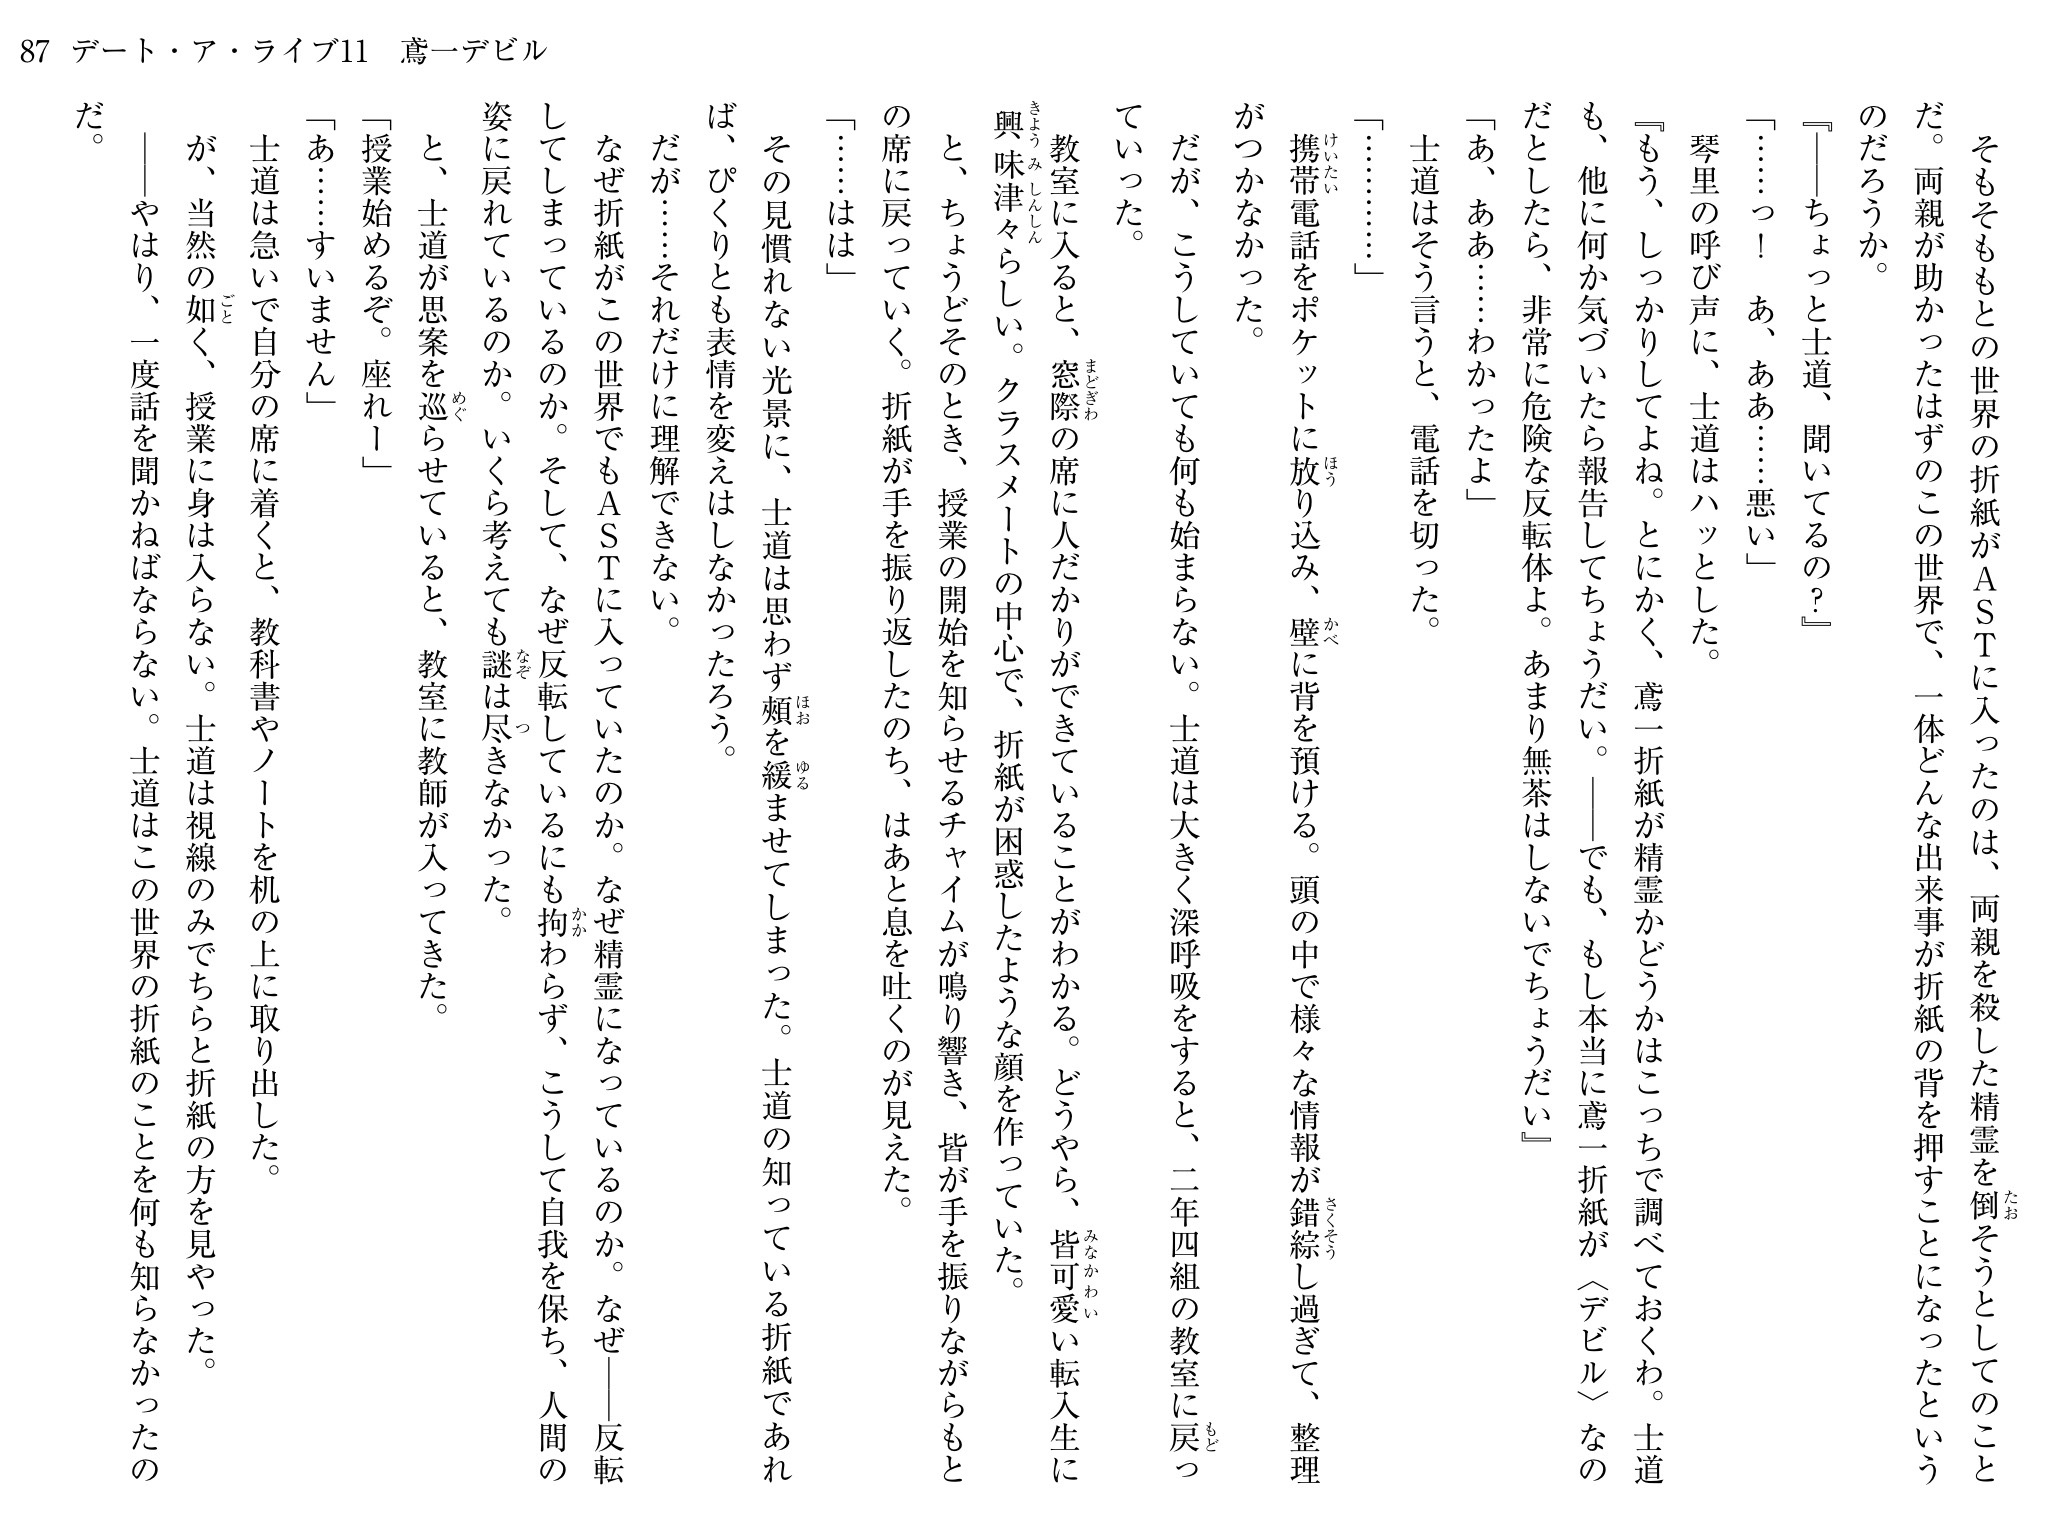 87 デート・ア・ライブ11　鳶一デビル
　そもそももとの世界の折紙がＡＳＴに入ったのは、両親を殺した精霊を倒そうとしてのこと
だ。両親が助かったはずのこの世界で、一体どんな出来事が折紙の背を押すことになったという
のだろうか。
『――ちょっと士道、聞いてるの？』
「……っ！　あ、ああ……悪い」
　琴里の呼び声に、士道はハッとした。
『もう、しっかりしてよね。とにかく、鳶一折紙が精霊かどうかはこっちで調べておくわ。士道
も、他に何か気づいたら報告してちょうだい。――でも、もし本当に鳶一折紙が〈デビル〉なの
だとしたら、非常に危険な反転体よ。あまり無茶はしないでちょうだい』
「あ、ああ……わかったよ」
　士道はそう言うと、電話を切った。
「…………」
　携帯電話をポケットに放り込み、壁に背を預ける。頭の中で様々な情報が錯綜し過ぎて、整理
がつかなかった。
　だが、こうしていても何も始まらない。士道は大きく深呼吸をすると、二年四組の教室に戻っ
ていった。
　教室に入ると、窓際の席に人だかりができていることがわかる。どうやら、皆可愛い転入生に
興味津々らしい。クラスメートの中心で、折紙が困惑したような顔を作っていた。
　と、ちょうどそのとき、授業の開始を知らせるチャイムが鳴り響き、皆が手を振りながらもと
の席に戻っていく。折紙が手を振り返したのち、はあと息を吐くのが見えた。
「……はは」
　その見慣れない光景に、士道は思わず頰を緩ませてしまった。士道の知っている折紙であれ
ば、ぴくりとも表情を変えはしなかったろう。
　だが……それだけに理解できない。
　なぜ折紙がこの世界でもＡＳＴに入っていたのか。なぜ精霊になっているのか。なぜ――反転
してしまっているのか。そして、なぜ反転しているにも拘わらず、こうして自我を保ち、人間の
姿に戻れているのか。いくら考えても謎は尽きなかった。
　と、士道が思案を巡らせていると、教室に教師が入ってきた。
「授業始めるぞ。座れー」
「あ……すいません」
　士道は急いで自分の席に着くと、教科書やノートを机の上に取り出した。
　が、当然の如く、授業に身は入らない。士道は視線のみでちらと折紙の方を見やった。
　――やはり、一度話を聞かねばならない。士道はこの世界の折紙のことを何も知らなかったの
だ。